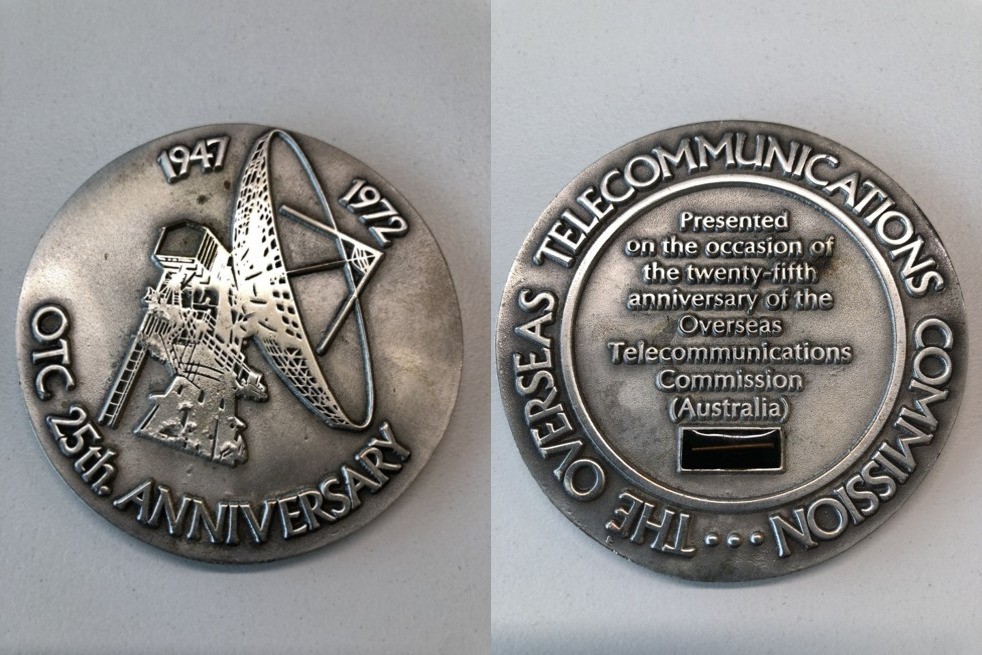 1947
1972
OTC 25th. ANNIVERSARY
THE OVERSEAS TELECOMMUNICATIONS COMMISSION...
Presented
on the occasion of
the twenty-fifth
anniversary of the
Overseas
Telecommunications
Commission
(Australia)